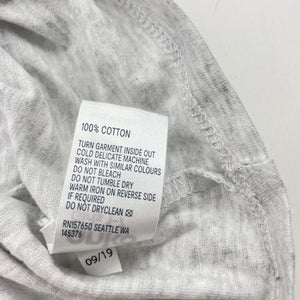 100% COTTON
TURN GARMENT INSIDE OUT
COLD DELICATE MACHINE
WASH WITH SIMILAR COLOURS
DO NOT BLEACH
DO NOT TUMBLE DRY
WARM IRON ON REVERSE SIDE
IF REQUIRED
DO NOT DRYCLEAN ⊠
RN157650 SEATTLE WA
148376
09/19